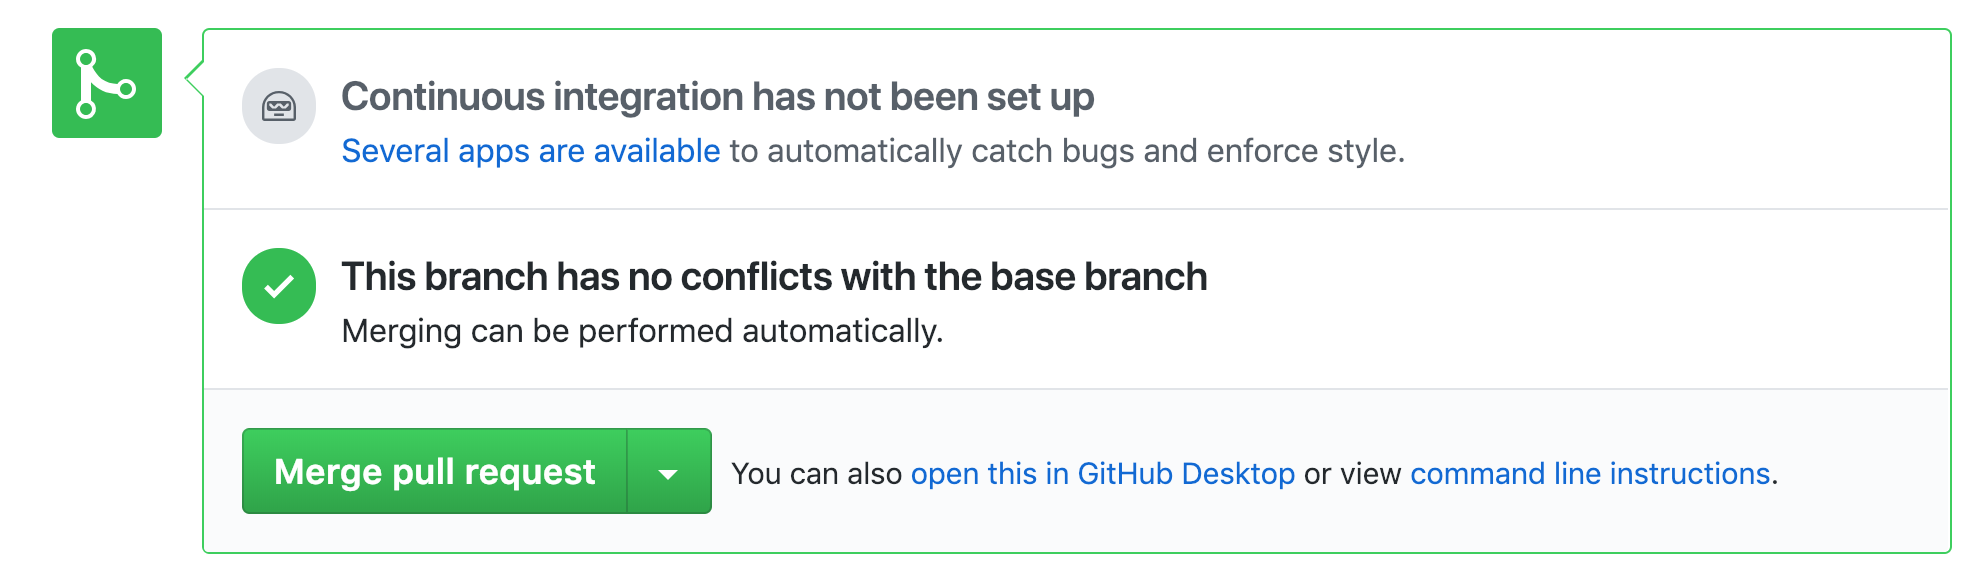 Continuous integration has not been set up
Several apps are available to automatically catch bugs and enforce style.
This branch has no conflicts with the base branch
Merging can be performed automatically.
Merge pull request You can also open this in GitHub Desktop or view command line instructions.